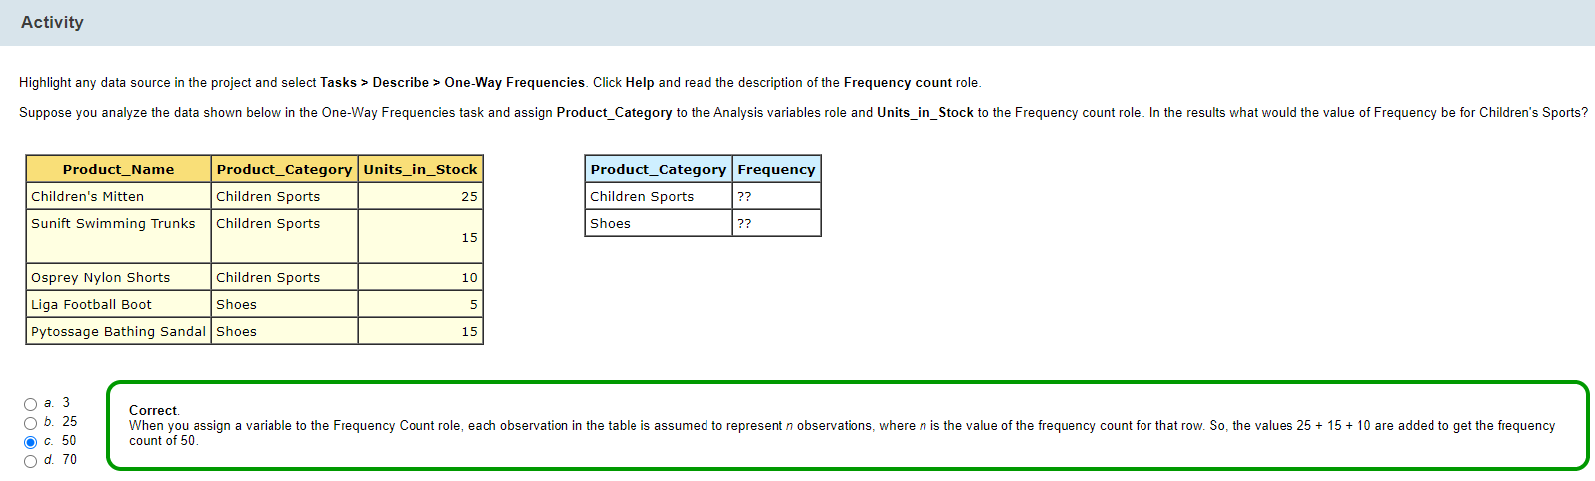 Activity
Highlight any data source in the project and select Tasks > Describe > One-Way Frequencies. Click Help and read the description of the Frequency count role.
Suppose you analyze the data shown below in the One-Way Frequencies task and assign Product_Category to the Analysis variables role and Units_in_Stock to the Frequency count role. In the results what would the value of Frequency be for Children's Sports?
Product_Name Product_Category Units_in_Stock
Children's Mitten Children Sports 25
Sunift Swimming Trunks Children Sports 15
Osprey Nylon Shorts Children Sports 10
Liga Football Boot Shoes 5
Pytossage Bathing Sandal Shoes 15
Product_Category Frequency
Children Sports ??
Shoes ??
a. 3
b. 25
c. 50
d. 70
Correct.
When you assign a variable to the Frequency Count role, each observation in the table is assumed to represent n observations, where n is the value of the frequency count for that row. So, the values 25 + 15 + 10 are added to get the frequency
count of 50.